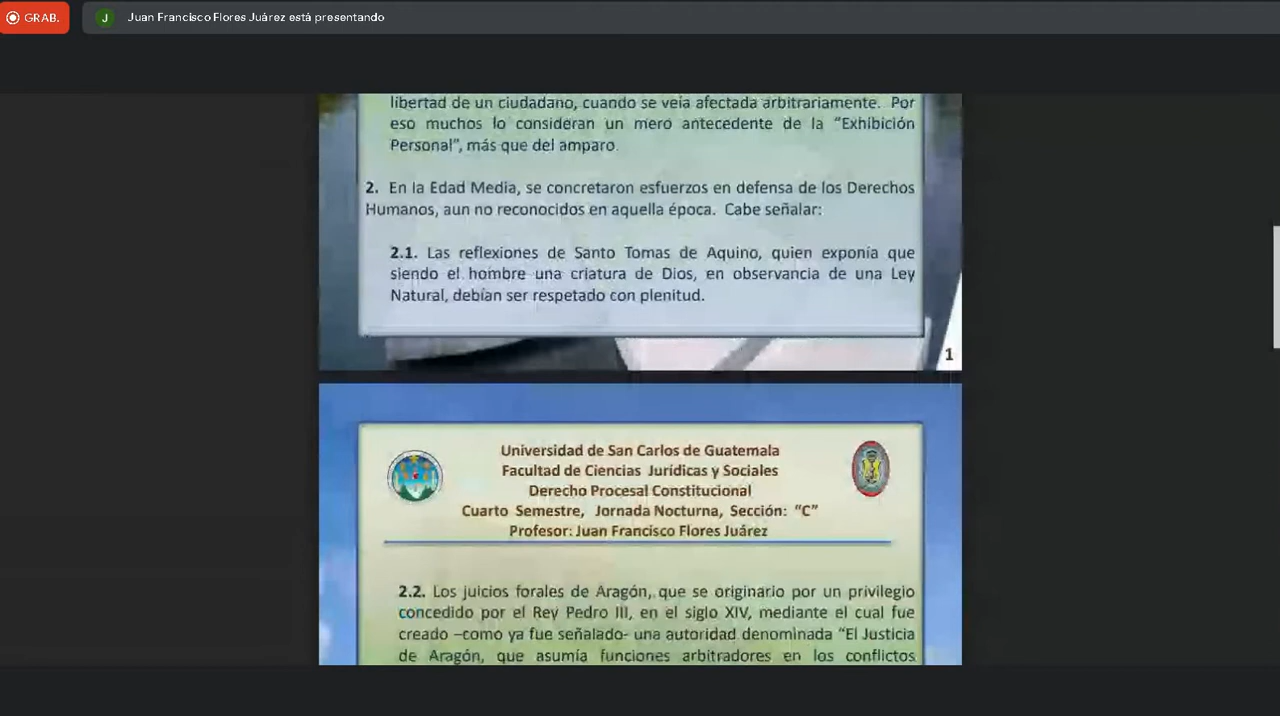 GRAB.
J
Juan Francisco Flores Juárez está presentando
libertad de un ciudadano, cuando se veía afectada arbitrariamente. Por
eso muchos lo consideran un mero antecedente de la “Exhibición
Personal”, más que del amparo.
2. En la Edad Media, se concretaron esfuerzos en defensa de los Derechos
Humanos, aun no reconocidos en aquella época. Cabe señalar:
2.1. Las reflexiones de Santo Tomas de Aquino, quien exponía que
siendo el hombre una criatura de Dios, en observancia de una Ley
Natural, debían ser respetado con plenitud.
1
Universidad de San Carlos de Guatemala
Facultad de Ciencias Jurídicas y Sociales
Derecho Procesal Constitucional
Cuarto Semestre, Jornada Nocturna, Sección: “C”
Profesor: Juan Francisco Flores Juárez
2.2. Los juicios forales de Aragón, que se originario por un privilegio
concedido por el Rey Pedro III, en el siglo XIV, mediante el cual fue
creado –como ya fue señalado- una autoridad denominada “El Justicia
de Aragón, que asumía funciones arbitradores en los conflictos